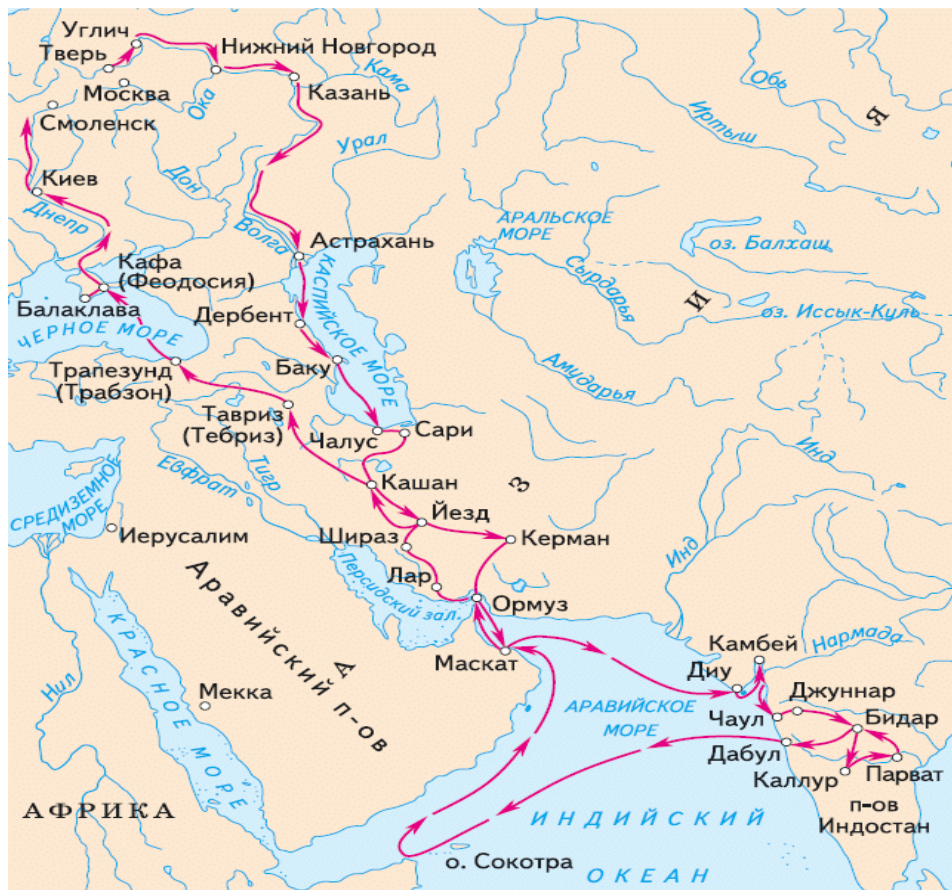 Углич
Тверь
Нижний Новгород
Москва
Ока
Казань
Кама
Обь
Иртыш
Я
Смоленск
Урал
Дон
Киев
Днепр
Волга
Астрахань
АРАЛЬСКОЕ
МОРЕ
оз. Балхаш
Сырдарья
И
оз. Иссык-Куль
Кафа
(Феодосия)
Балаклава
ЧЕРНОЕ МОРЕ
Дербент
КАСПИЙСКОЕ МОРЕ
Баку
Амударья
Трапезунд
(Трабзон)
Тавриз
(Тебриз)
Чалус
Сари
Инд
Тигр
Евфрат
СРЕДИЗЕМНОЕ
МОРЕ
Кашан
З
Йезд
Иерусалим
Шираз
Керман
Инд
Лар
Персидский зал.
Ормуз
Аравийский п-ов
А
Маскат
Камбей
Нармада
Диу
Джуннар
КРАСНОЕ МОРЕ
Нил
Мекка
АРАВИЙСКОЕ
МОРЕ
Чаул
Бидар
Дабул
Каллур
Парват
п-ов
Индостан
АФРИКА
ИНДИЙСКИЙ
ОКЕАН
о. Сокотра